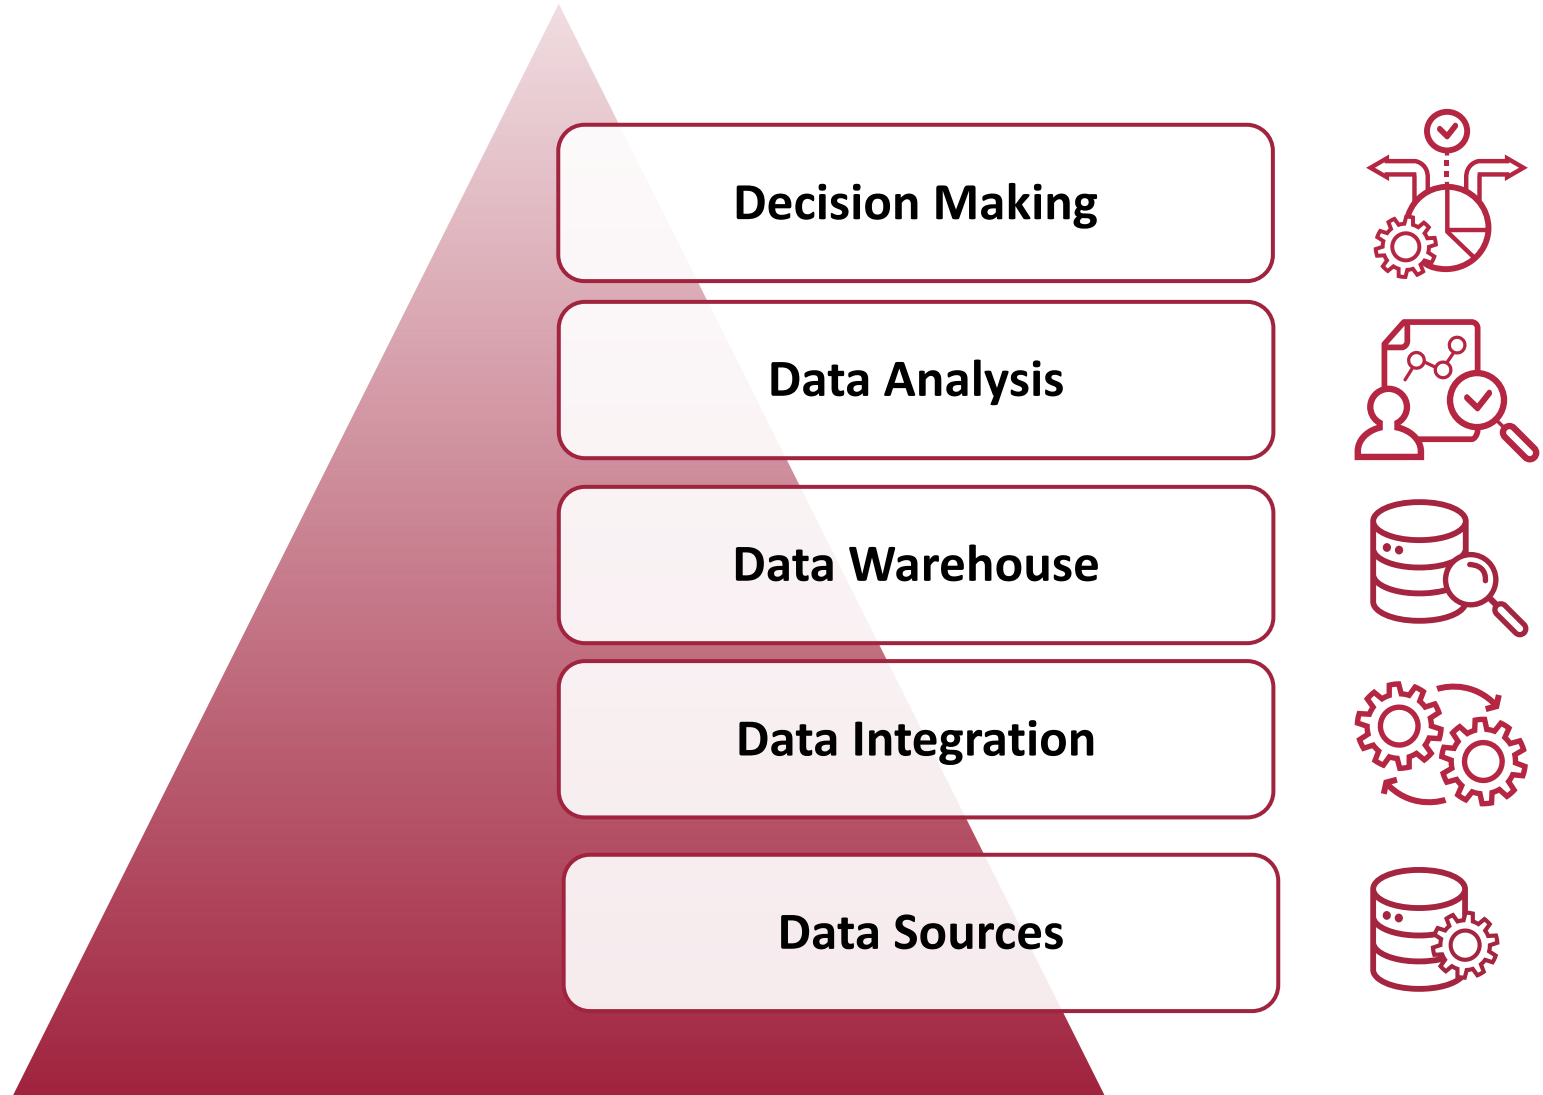 Decision Making
Data Analysis
Data Warehouse
Data Integration
Data Sources